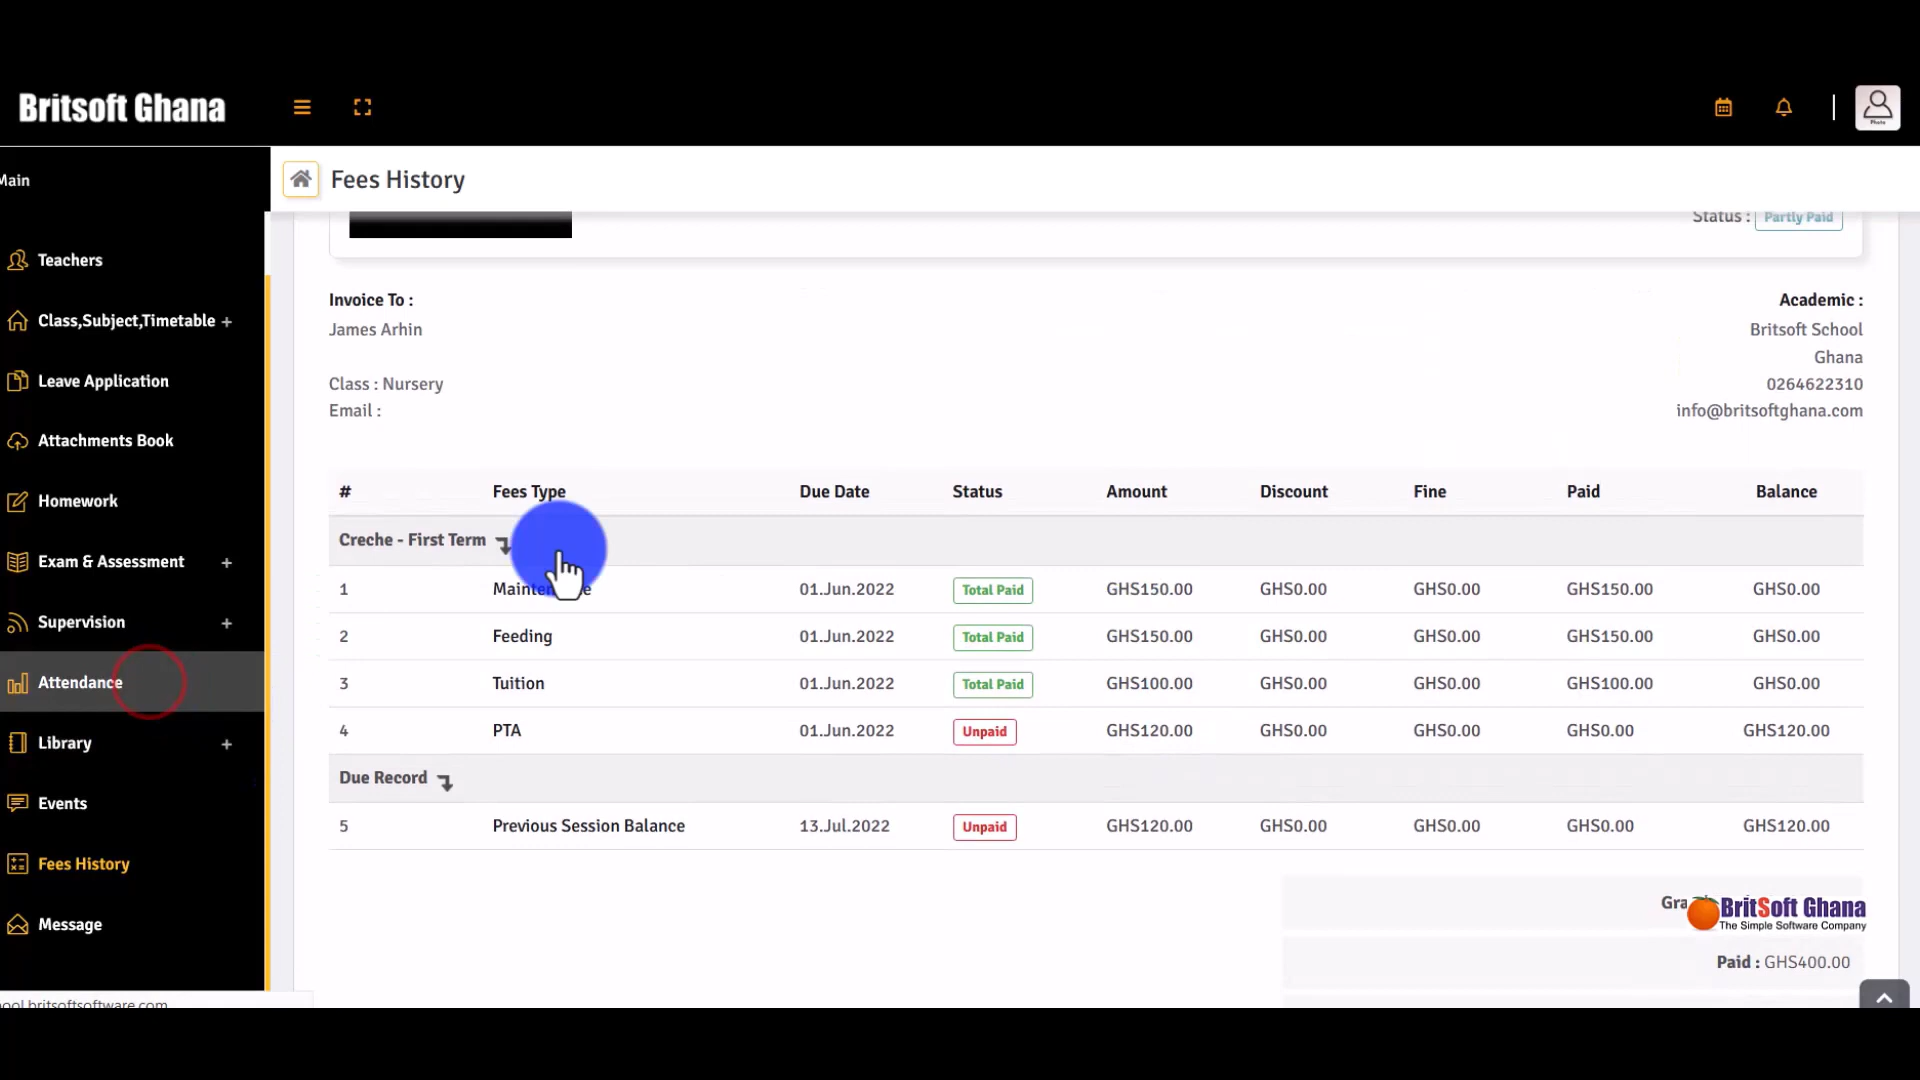 Britsoft Ghana
Photo
Main
Fees History
Status : Partly Paid
Teachers
Class,Subject,Timetable +
Leave Application
Attachments Book
Homework
Exam & Assessment +
Supervision +
Attendance
Library +
Events
Fees History
Message
Invoice To :
James Arhin
Class : Nursery
Email :
Academic :
Britsoft School
Ghana
0264622310
info@britsoftghana.com
# Fees Type Due Date Status Amount Discount Fine Paid Balance
Creche - First Term
1 Maintenance 01.Jun.2022 Total Paid GHS150.00 GHS0.00 GHS0.00 GHS150.00 GHS0.00
2 Feeding 01.Jun.2022 Total Paid GHS150.00 GHS0.00 GHS0.00 GHS150.00 GHS0.00
3 Tuition 01.Jun.2022 Total Paid GHS100.00 GHS0.00 GHS0.00 GHS100.00 GHS0.00
4 PTA 01.Jun.2022 Unpaid GHS120.00 GHS0.00 GHS0.00 GHS0.00 GHS120.00
Due Record
5 Previous Session Balance 13.Jul.2022 Unpaid GHS120.00 GHS0.00 GHS0.00 GHS0.00 GHS120.00
BritSoft Ghana
The Simple Software Company
Paid : GHS400.00